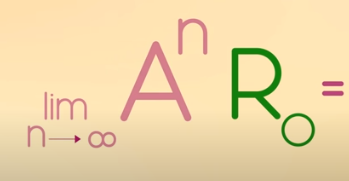 lim n→∞ Aⁿ R₀ =